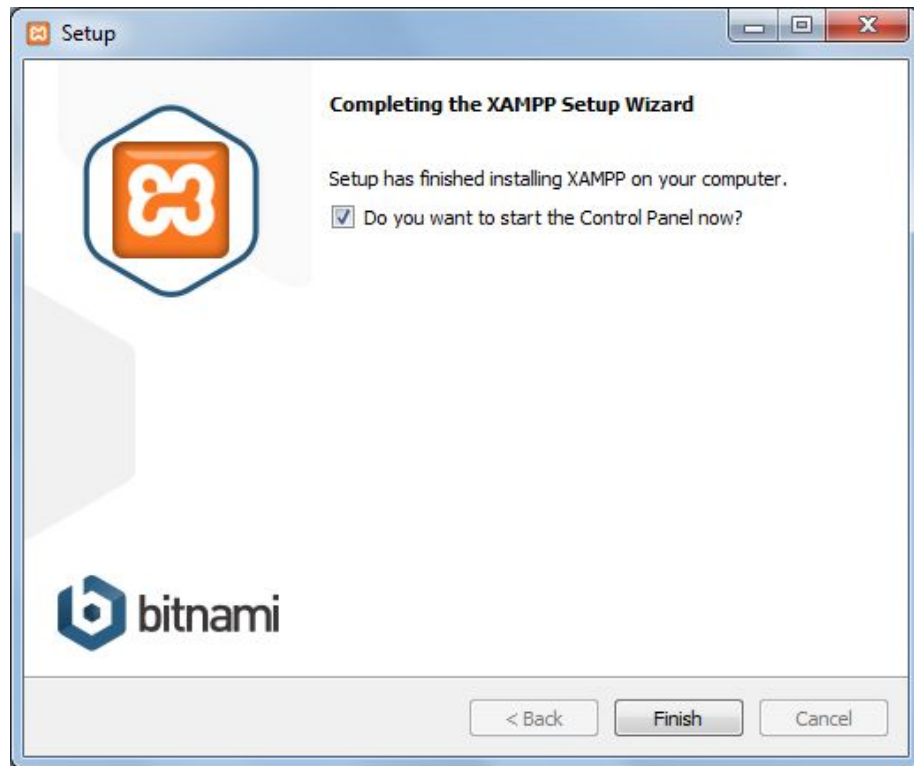 Setup
Completing the XAMPP Setup Wizard
Setup has finished installing XAMPP on your computer.
Do you want to start the Control Panel now?
bitnami
< Back
Finish
Cancel